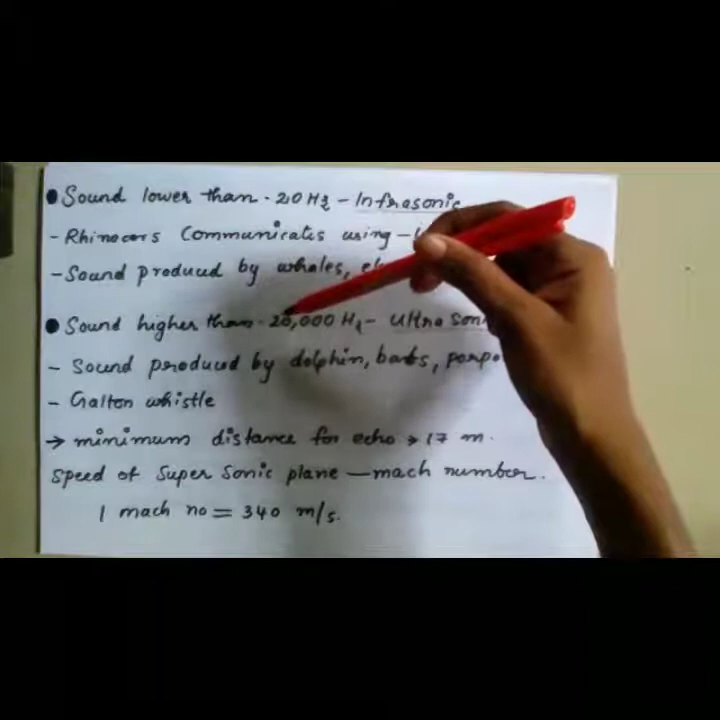 ● Sound lower than 20 Hz - Infrasonic
- Rhinocers Communicates using -
- Sound produced by whales,
● Sound higher than 20,000 Hz - Ultra Soni
- Sound produced by dolphin, bats,
- Galton whistle
→ minimum distance for echo → 17 m.
Speed of Super Sonic plane — mach number.
1 mach no = 340 m/s.